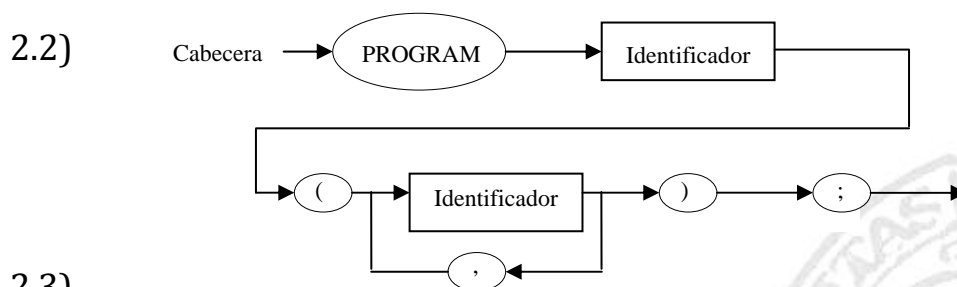 2.2) Cabecera PROGRAM Identificador
( Identificador ) ;
,
2.3)